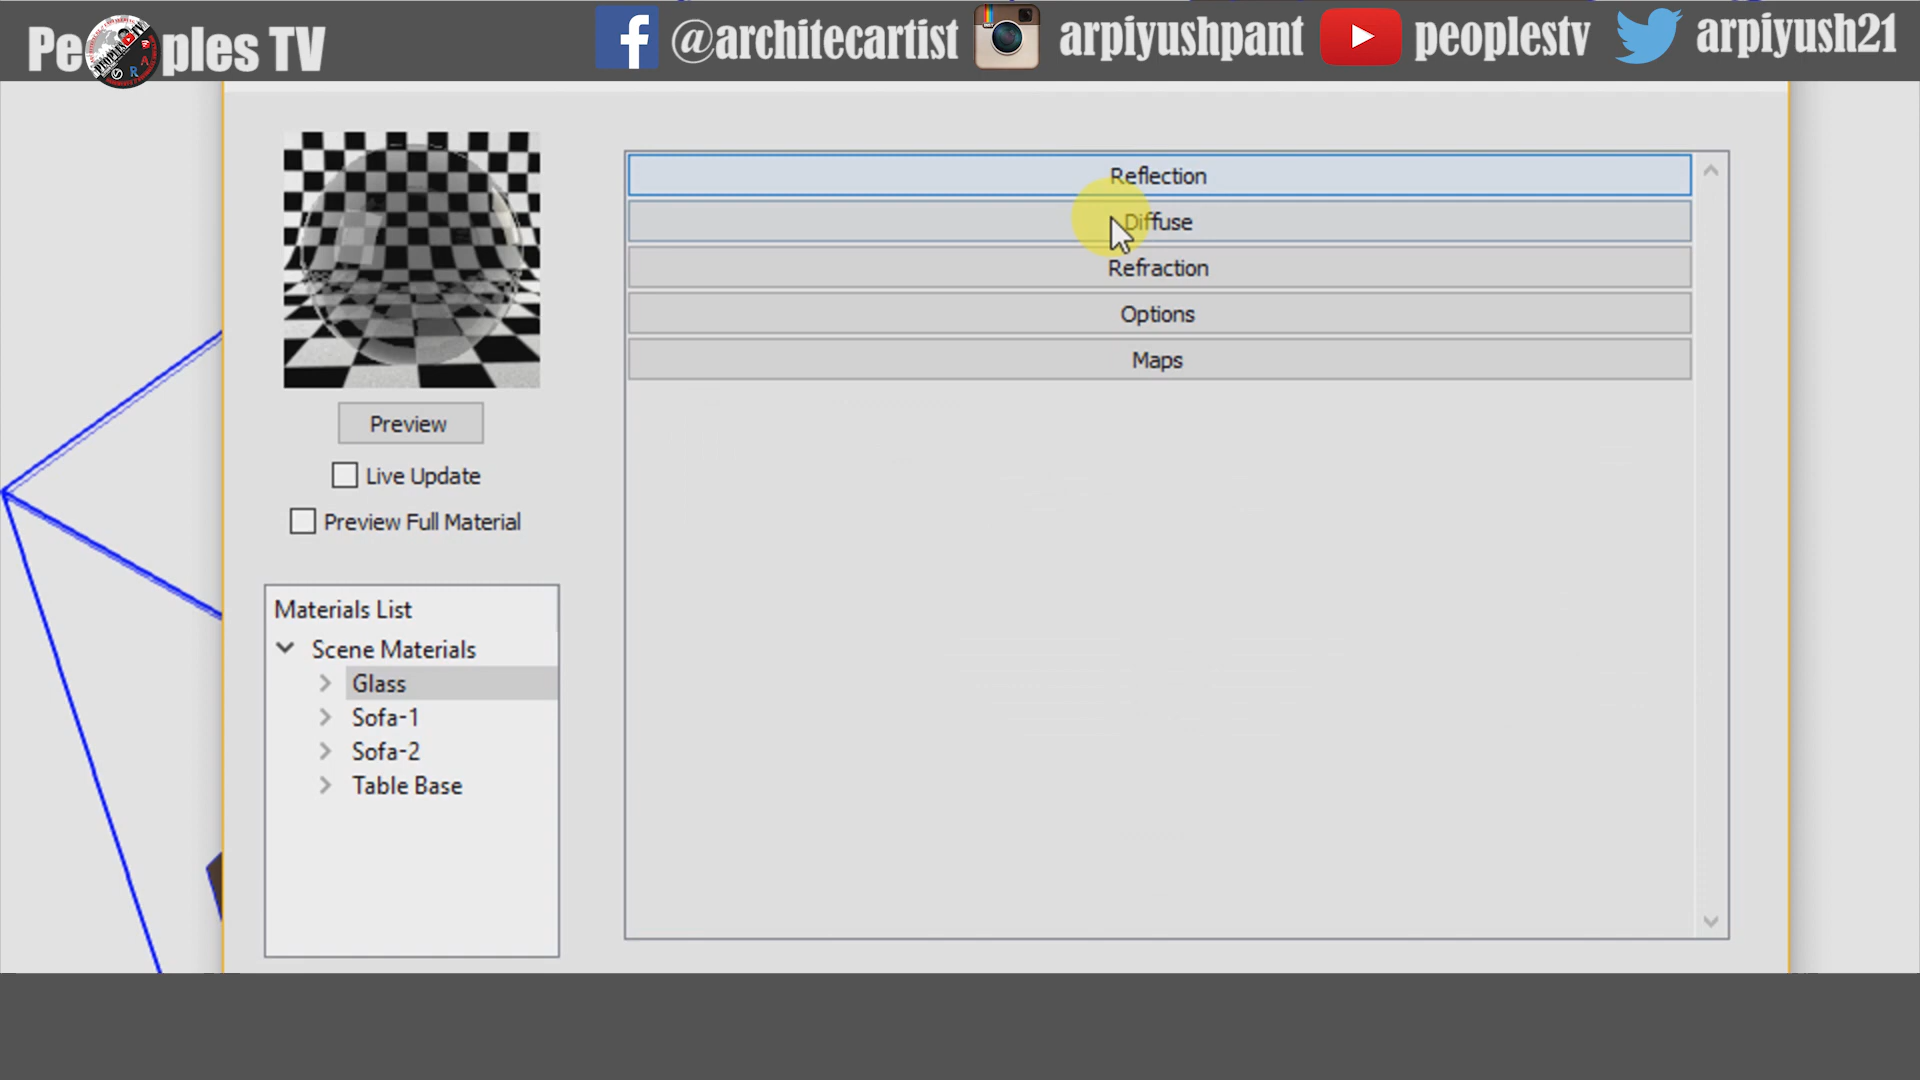 Peoples TV
@architecartist arpiyushpant peoplestv arpiyush21
Reflection
Diffuse
Refraction
Options
Maps
Preview
Live Update
Preview Full Material
Materials List
Scene Materials
Glass
Sofa-1
Sofa-2
Table Base